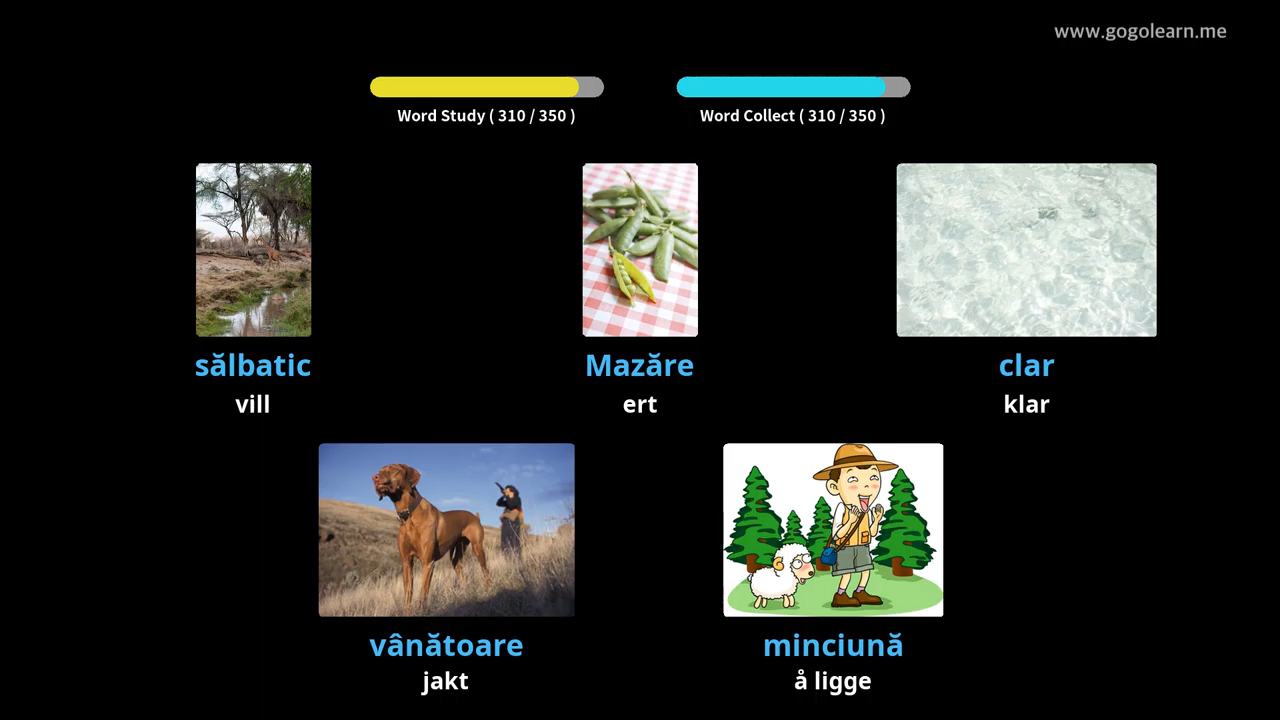 www.gogolearn.me
Word Study ( 310 / 350 )
Word Collect ( 310 / 350 )
sălbatic
vill
Mazăre
ert
clar
klar
vânătoare
jakt
minciună
å ligge